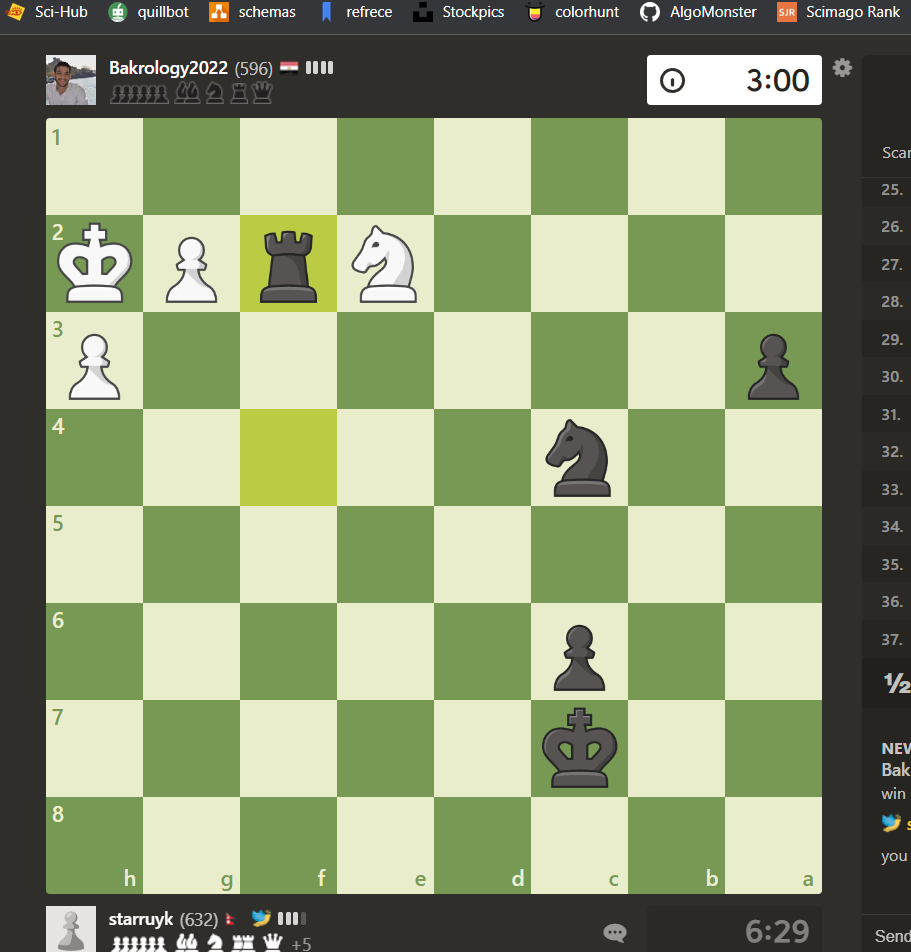 Sci-Hub quillbot schemas refrece Stockpics colorhunt AlgoMonster SJR Scimago Rank
Bakrology2022 (596) 3:00
1
2
3
4
5
6
7
8
h g f e d c b a
starruyk (632) +5 6:29
Scan
25.
26.
27.
28.
29.
30.
31.
32.
33.
34.
35.
36.
37.
½
NEW
Bak
win
s
you
Send